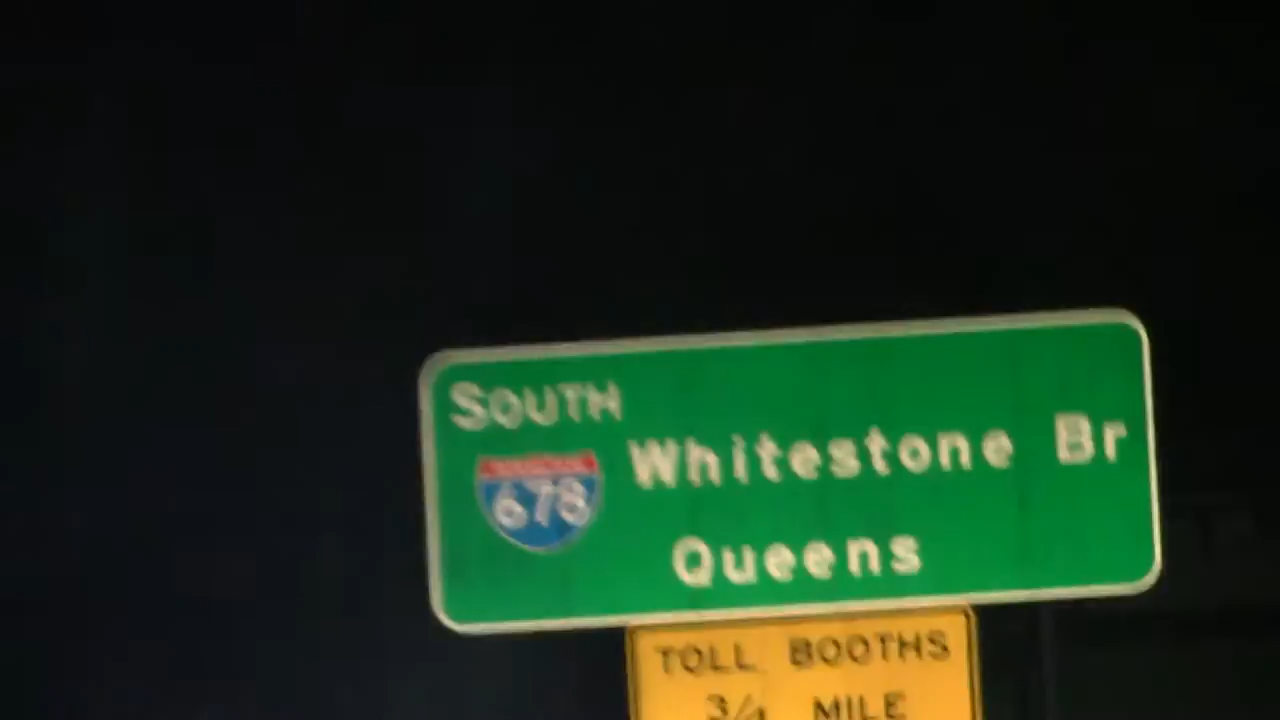 SOUTH
678
Whitestone Br
Queens
TOLL BOOTHS
3/4 MILE